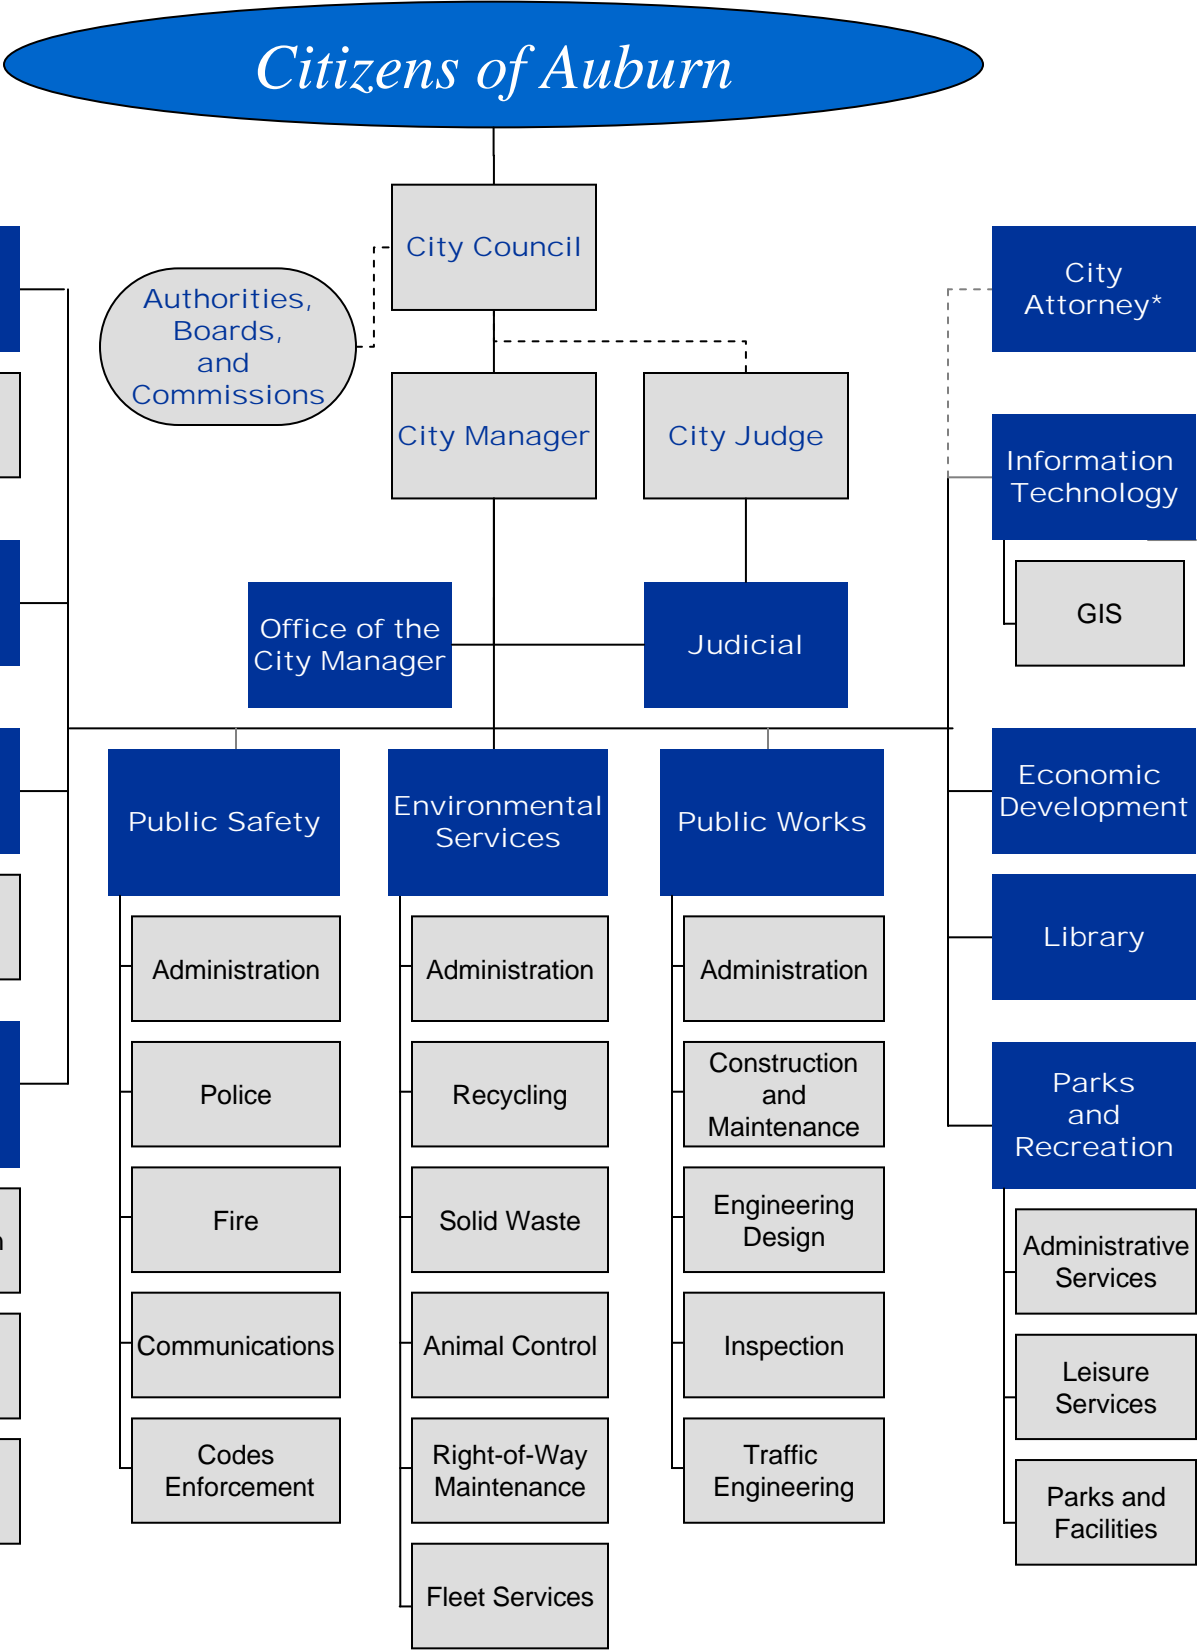 Citizens of Auburn
City Council
Authorities,
Boards,
and
Commissions
City
Attorney*
City Manager
City Judge
Information
Technology
GIS
Office of the
City Manager
Judicial
Public Safety
Administration
Police
Fire
Communications
Codes
Enforcement
Environmental
Services
Administration
Recycling
Solid Waste
Animal Control
Right-of-Way
Maintenance
Fleet Services
Public Works
Administration
Construction
and
Maintenance
Engineering
Design
Inspection
Traffic
Engineering
Economic
Development
Library
Parks
and
Recreation
Administrative
Services
Leisure
Services
Parks and
Facilities